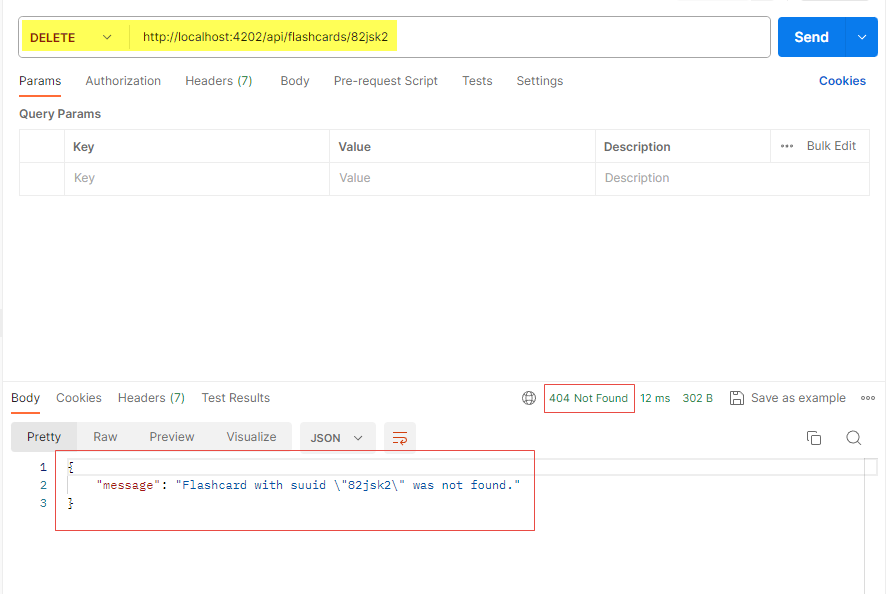 DELETE http://localhost:4202/api/flashcards/82jsk2 Send
Params Authorization Headers (7) Body Pre-request Script Tests Settings Cookies
Query Params
Key Value Description ••• Bulk Edit
Key Value Description
Body Cookies Headers (7) Test Results 404 Not Found 12 ms 302 B Save as example
Pretty Raw Preview Visualize JSON
1 {
2 "message": "Flashcard with suuid \"82jsk2\" was not found."
3 }